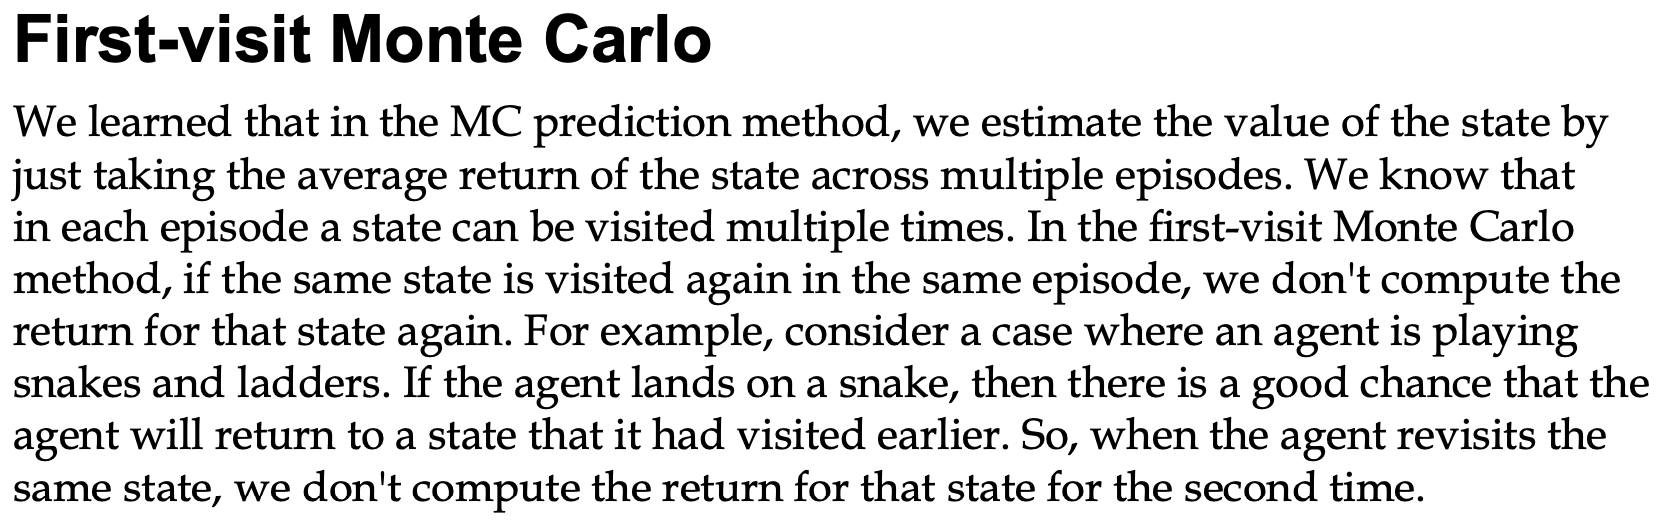 First-visit Monte Carlo
We learned that in the MC prediction method, we estimate the value of the state by
just taking the average return of the state across multiple episodes. We know that
in each episode a state can be visited multiple times. In the first-visit Monte Carlo
method, if the same state is visited again in the same episode, we don't compute the
return for that state again. For example, consider a case where an agent is playing
snakes and ladders. If the agent lands on a snake, then there is a good chance that the
agent will return to a state that it had visited earlier. So, when the agent revisits the
same state, we don't compute the return for that state for the second time.